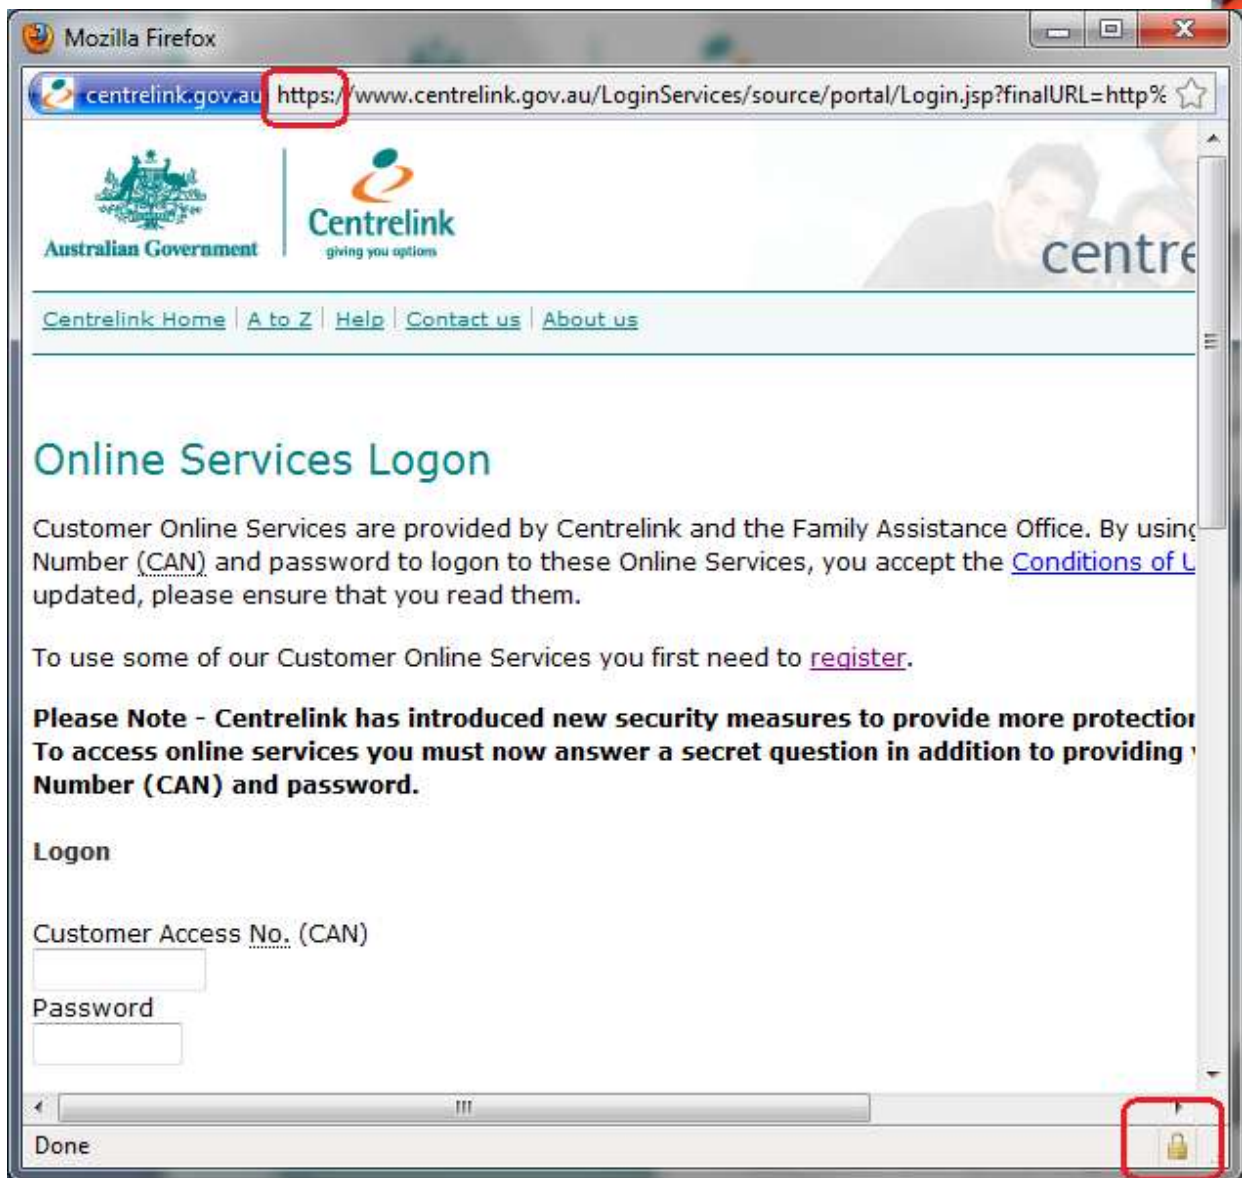 Mozilla Firefox
centrelink.gov.au https://www.centrelink.gov.au/LoginServices/source/portal/Login.jsp?finalURL=http%
Australian Government
Centrelink
giving you options
centre
Centrelink Home | A to Z | Help | Contact us | About us
Online Services Logon
Customer Online Services are provided by Centrelink and the Family Assistance Office. By using
Number (CAN) and password to logon to these Online Services, you accept the Conditions of U
updated, please ensure that you read them.
To use some of our Customer Online Services you first need to register.
Please Note - Centrelink has introduced new security measures to provide more protection
To access online services you must now answer a secret question in addition to providing
Number (CAN) and password.
Logon
Customer Access No. (CAN)
Password
Done